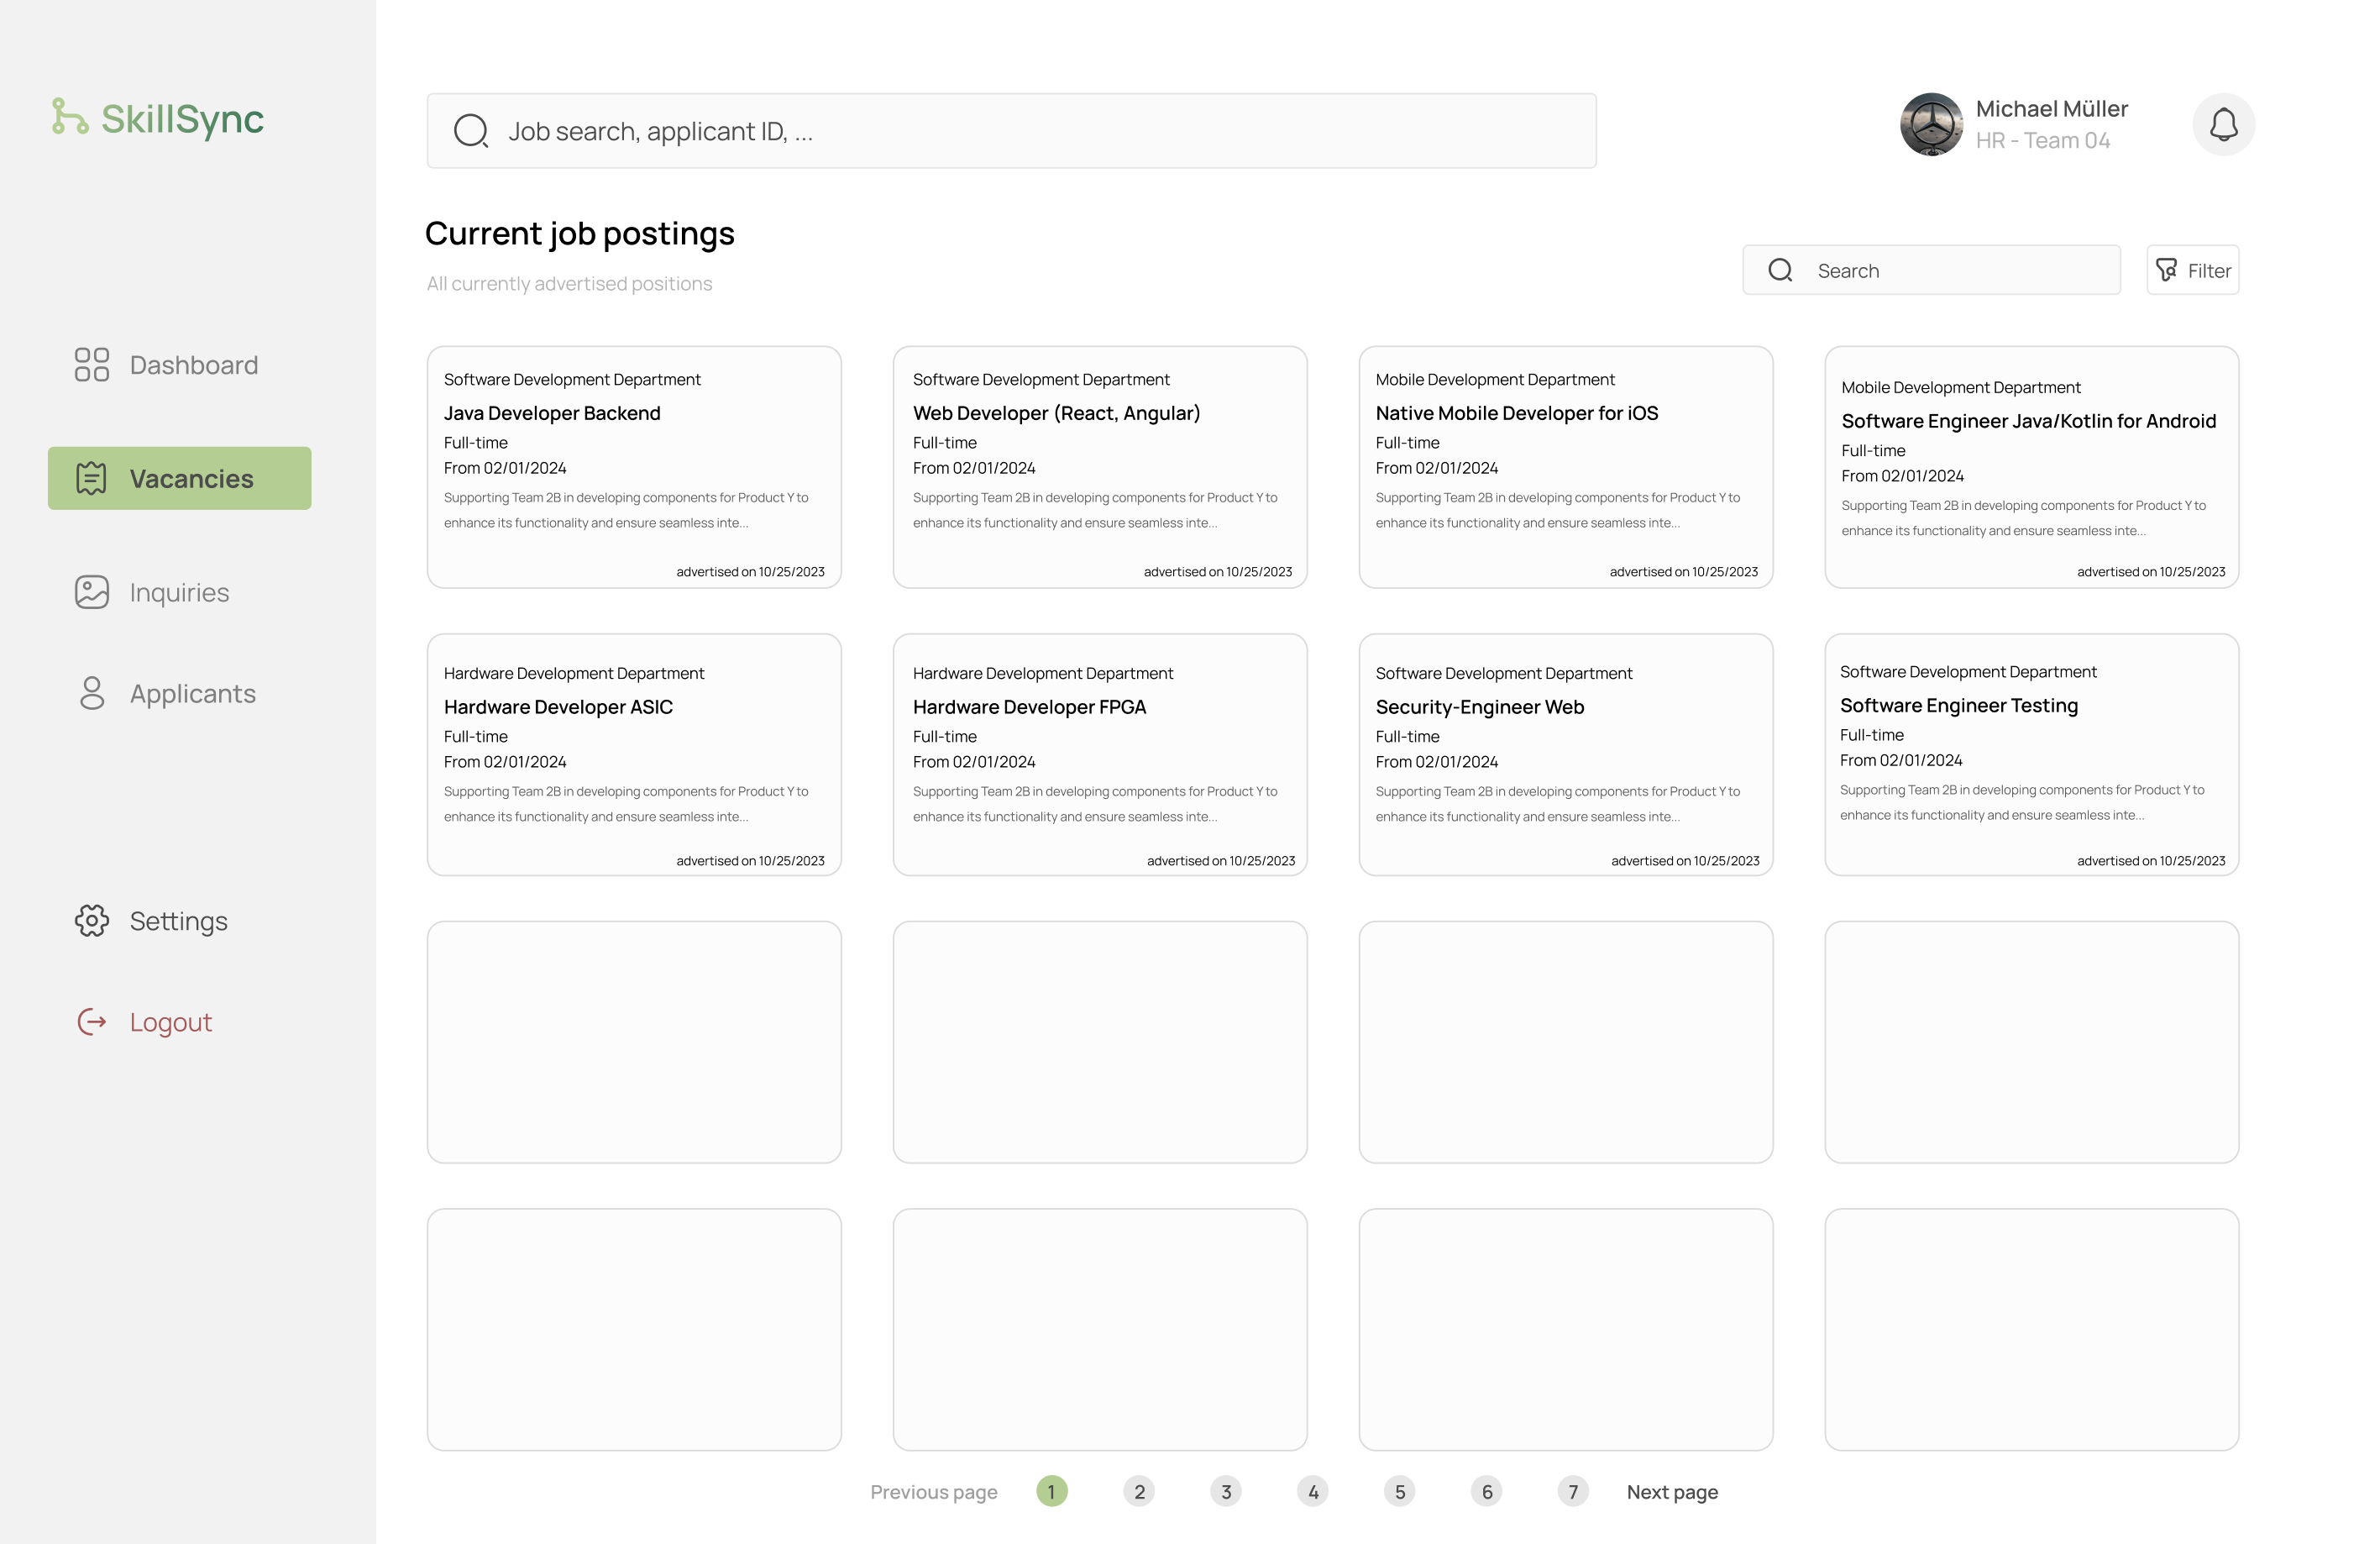 SkillSync
Dashboard
Vacancies
Inquiries
Applicants
Settings
Logout
Job search, applicant ID, ...
Michael Müller
HR - Team 04
Current job postings
All currently advertised positions
Search
Filter
Software Development Department
Java Developer Backend
Full-time
From 02/01/2024
Supporting Team 2B in developing components for Product Y to
enhance its functionality and ensure seamless inte...
advertised on 10/25/2023
Software Development Department
Web Developer (React, Angular)
Full-time
From 02/01/2024
Supporting Team 2B in developing components for Product Y to
enhance its functionality and ensure seamless inte...
advertised on 10/25/2023
Mobile Development Department
Native Mobile Developer for iOS
Full-time
From 02/01/2024
Supporting Team 2B in developing components for Product Y to
enhance its functionality and ensure seamless inte...
advertised on 10/25/2023
Mobile Development Department
Software Engineer Java/Kotlin for Android
Full-time
From 02/01/2024
Supporting Team 2B in developing components for Product Y to
enhance its functionality and ensure seamless inte...
advertised on 10/25/2023
Hardware Development Department
Hardware Developer ASIC
Full-time
From 02/01/2024
Supporting Team 2B in developing components for Product Y to
enhance its functionality and ensure seamless inte...
advertised on 10/25/2023
Hardware Development Department
Hardware Developer FPGA
Full-time
From 02/01/2024
Supporting Team 2B in developing components for Product Y to
enhance its functionality and ensure seamless inte...
advertised on 10/25/2023
Software Development Department
Security-Engineer Web
Full-time
From 02/01/2024
Supporting Team 2B in developing components for Product Y to
enhance its functionality and ensure seamless inte...
advertised on 10/25/2023
Software Development Department
Software Engineer Testing
Full-time
From 02/01/2024
Supporting Team 2B in developing components for Product Y to
enhance its functionality and ensure seamless inte...
advertised on 10/25/2023
Previous page 1 2 3 4 5 6 7 Next page